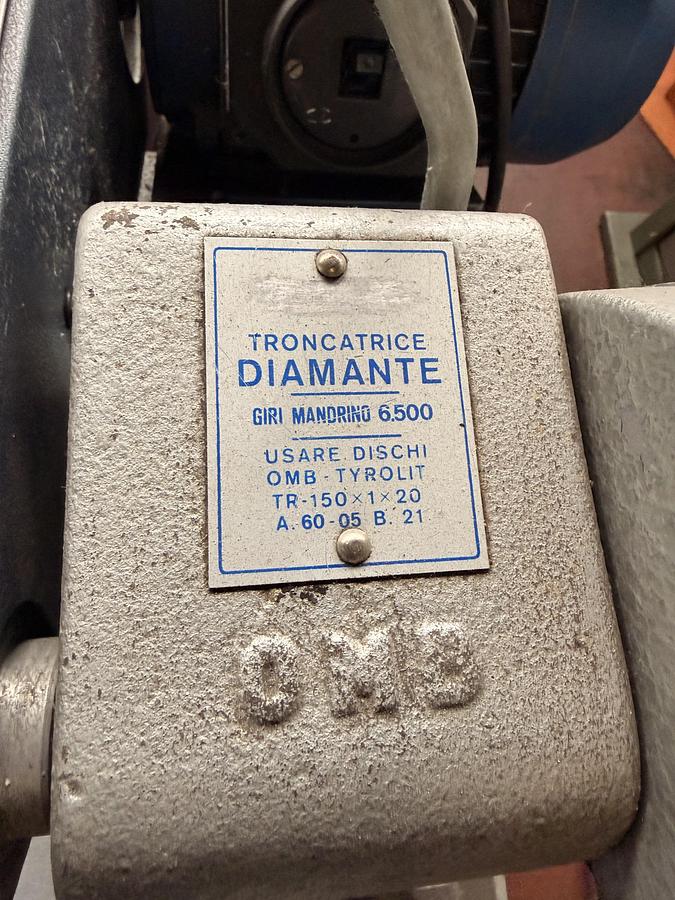 TRONCATRICE
DIAMANTE
GIRI MANDRINO 6.500
USARE DISCHI
OMB - TYROLIT
TR-150×1×20
A. 60-05 B. 21
OMB